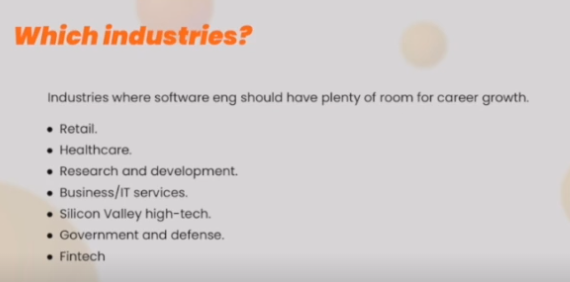 Which industries?
Industries where software eng should have plenty of room for career growth.
• Retail.
• Healthcare.
• Research and development.
• Business/IT services.
• Silicon Valley high-tech.
• Government and defense.
• Fintech